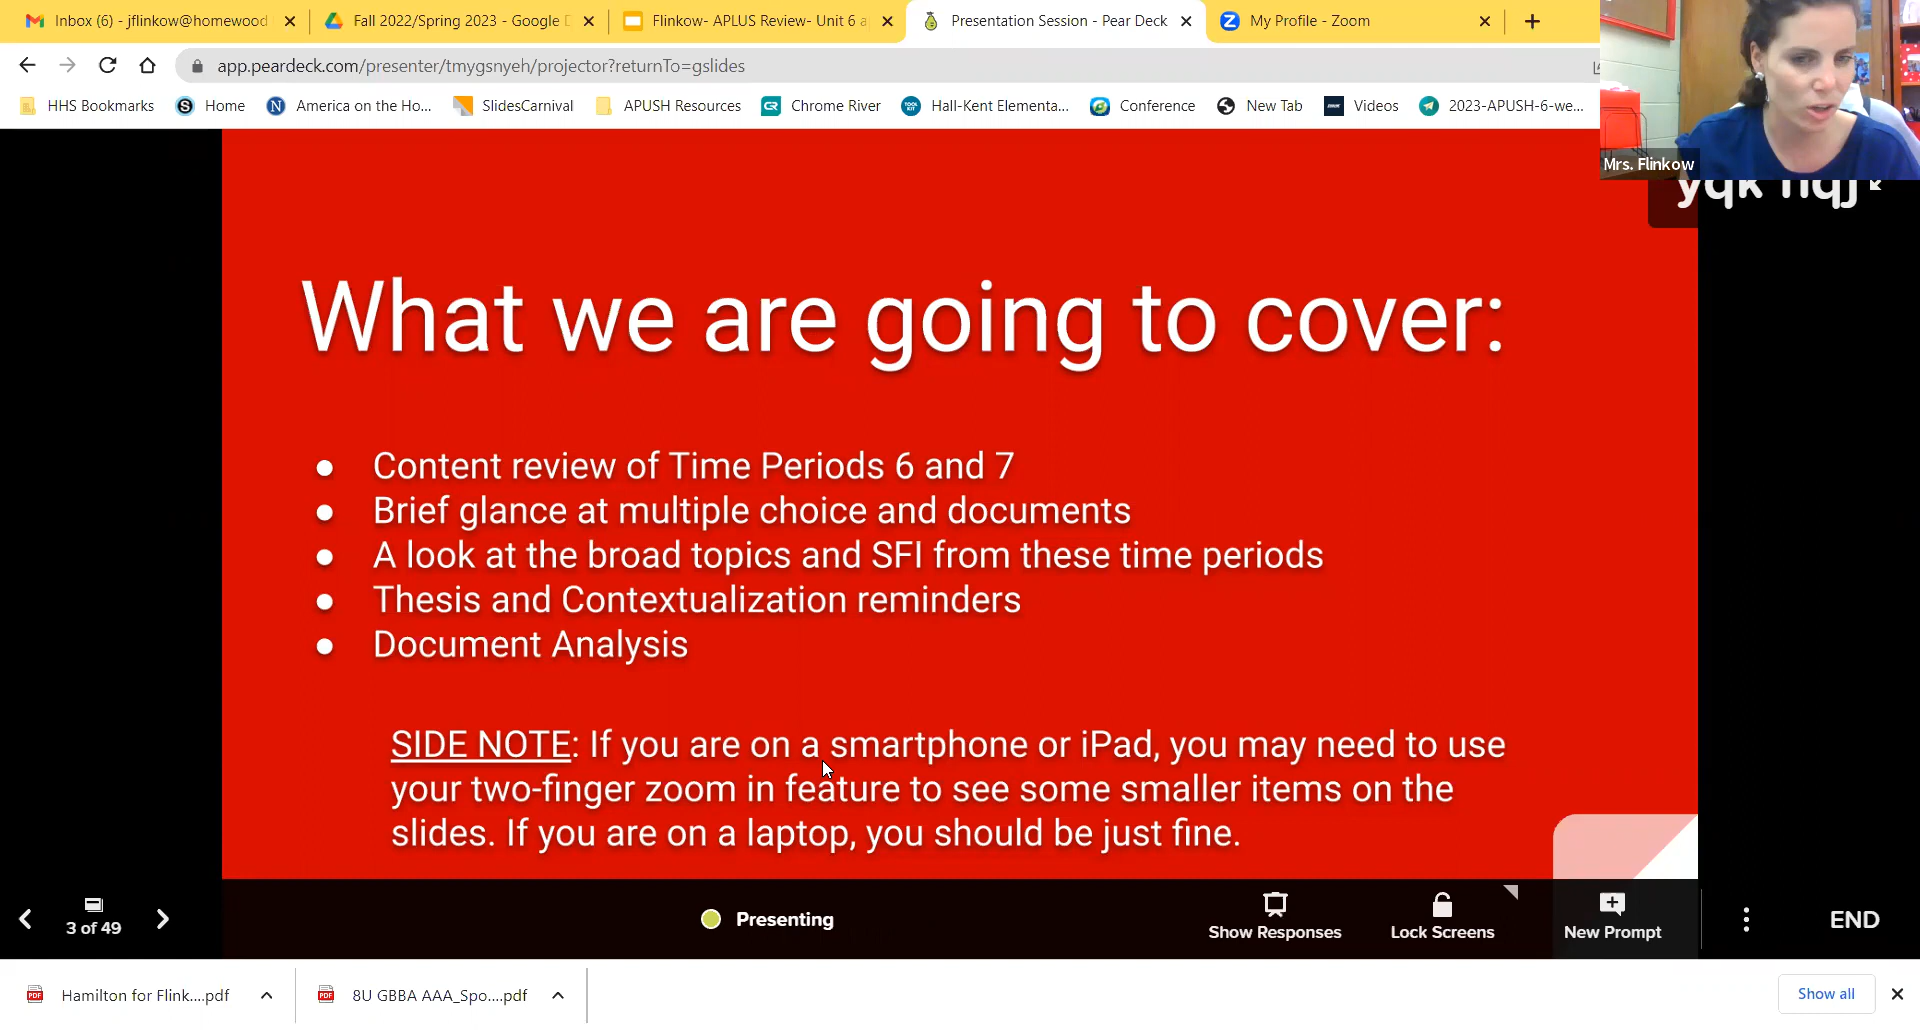 Inbox (6) - jflinkow@homewood
Fall 2022/Spring 2023 - Google D
Flinkow- APLUS Review- Unit 6 a
Presentation Session - Pear Deck
My Profile - Zoom
app.peardeck.com/presenter/tmygsnyeh/projector?returnTo=gslides
HHS Bookmarks
Home
America on the Ho...
SlidesCarnival
APUSH Resources
Chrome River
Hall-Kent Elementa...
Conference
New Tab
Videos
2023-APUSH-6-we...
Mrs. Flinkow
What we are going to cover:
● Content review of Time Periods 6 and 7
● Brief glance at multiple choice and documents
● A look at the broad topics and SFI from these time periods
● Thesis and Contextualization reminders
● Document Analysis
SIDE NOTE: If you are on a smartphone or iPad, you may need to use
your two-finger zoom in feature to see some smaller items on the
slides. If you are on a laptop, you should be just fine.
3 of 49
Presenting
Show Responses
Lock Screens
New Prompt
END
Hamilton for Flink....pdf
8U GBBA AAA_Spo....pdf
Show all